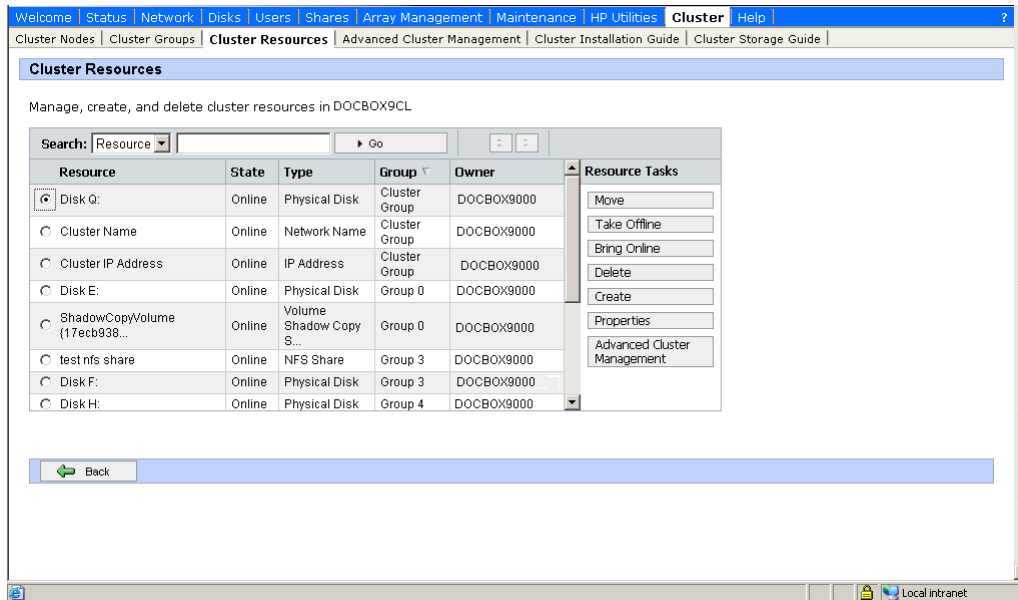 Welcome | Status | Network | Disks | Users | Shares | Array Management | Maintenance | HP Utilities | Cluster | Help | ?
Cluster Nodes | Cluster Groups | Cluster Resources | Advanced Cluster Management | Cluster Installation Guide | Cluster Storage Guide |
Cluster Resources
Manage, create, and delete cluster resources in DOCBOX9CL
Search: Resource Go
Resource State Type Group Owner Resource Tasks
Disk Q: Online Physical Disk Cluster Group DOCBOX9000
Cluster Name Online Network Name Cluster Group DOCBOX9000
Cluster IP Address Online IP Address Cluster Group DOCBOX9000
Disk E: Online Physical Disk Group 0 DOCBOX9000
ShadowCopyVolume {17ecb938... Online Volume Shadow Copy S... Group 0 DOCBOX9000
test nfs share Online NFS Share Group 3 DOCBOX9000
Disk F: Online Physical Disk Group 3 DOCBOX9000
Disk H: Online Physical Disk Group 4 DOCBOX9000
Move
Take Offline
Bring Online
Delete
Create
Properties
Advanced Cluster
Management
Back
Local intranet